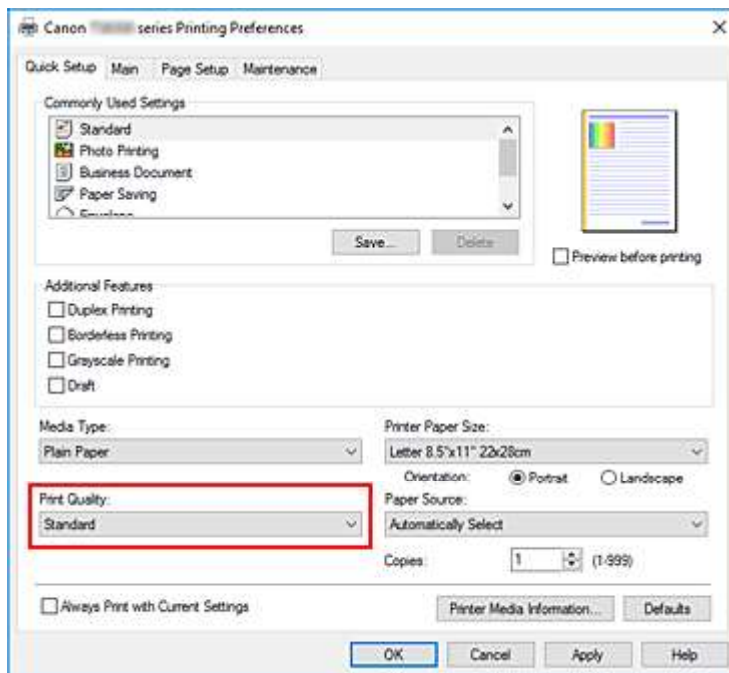 Canon series Printing Preferences
Quick Setup Main Page Setup Maintenance
Commonly Used Settings
Standard
Photo Printing
Business Document
Paper Saving
Save... Delete
Preview before printing
Additional Features
Duplex Printing
Borderless Printing
Grayscale Printing
Draft
Media Type:
Plain Paper
Printer Paper Size:
Letter 8.5"x11" 22x28cm
Orientation: Portrait Landscape
Print Quality:
Standard
Paper Source:
Automatically Select
Copies: 1 (1-999)
Always Print with Current Settings
Printer Media Information... Defaults
OK Cancel Apply Help